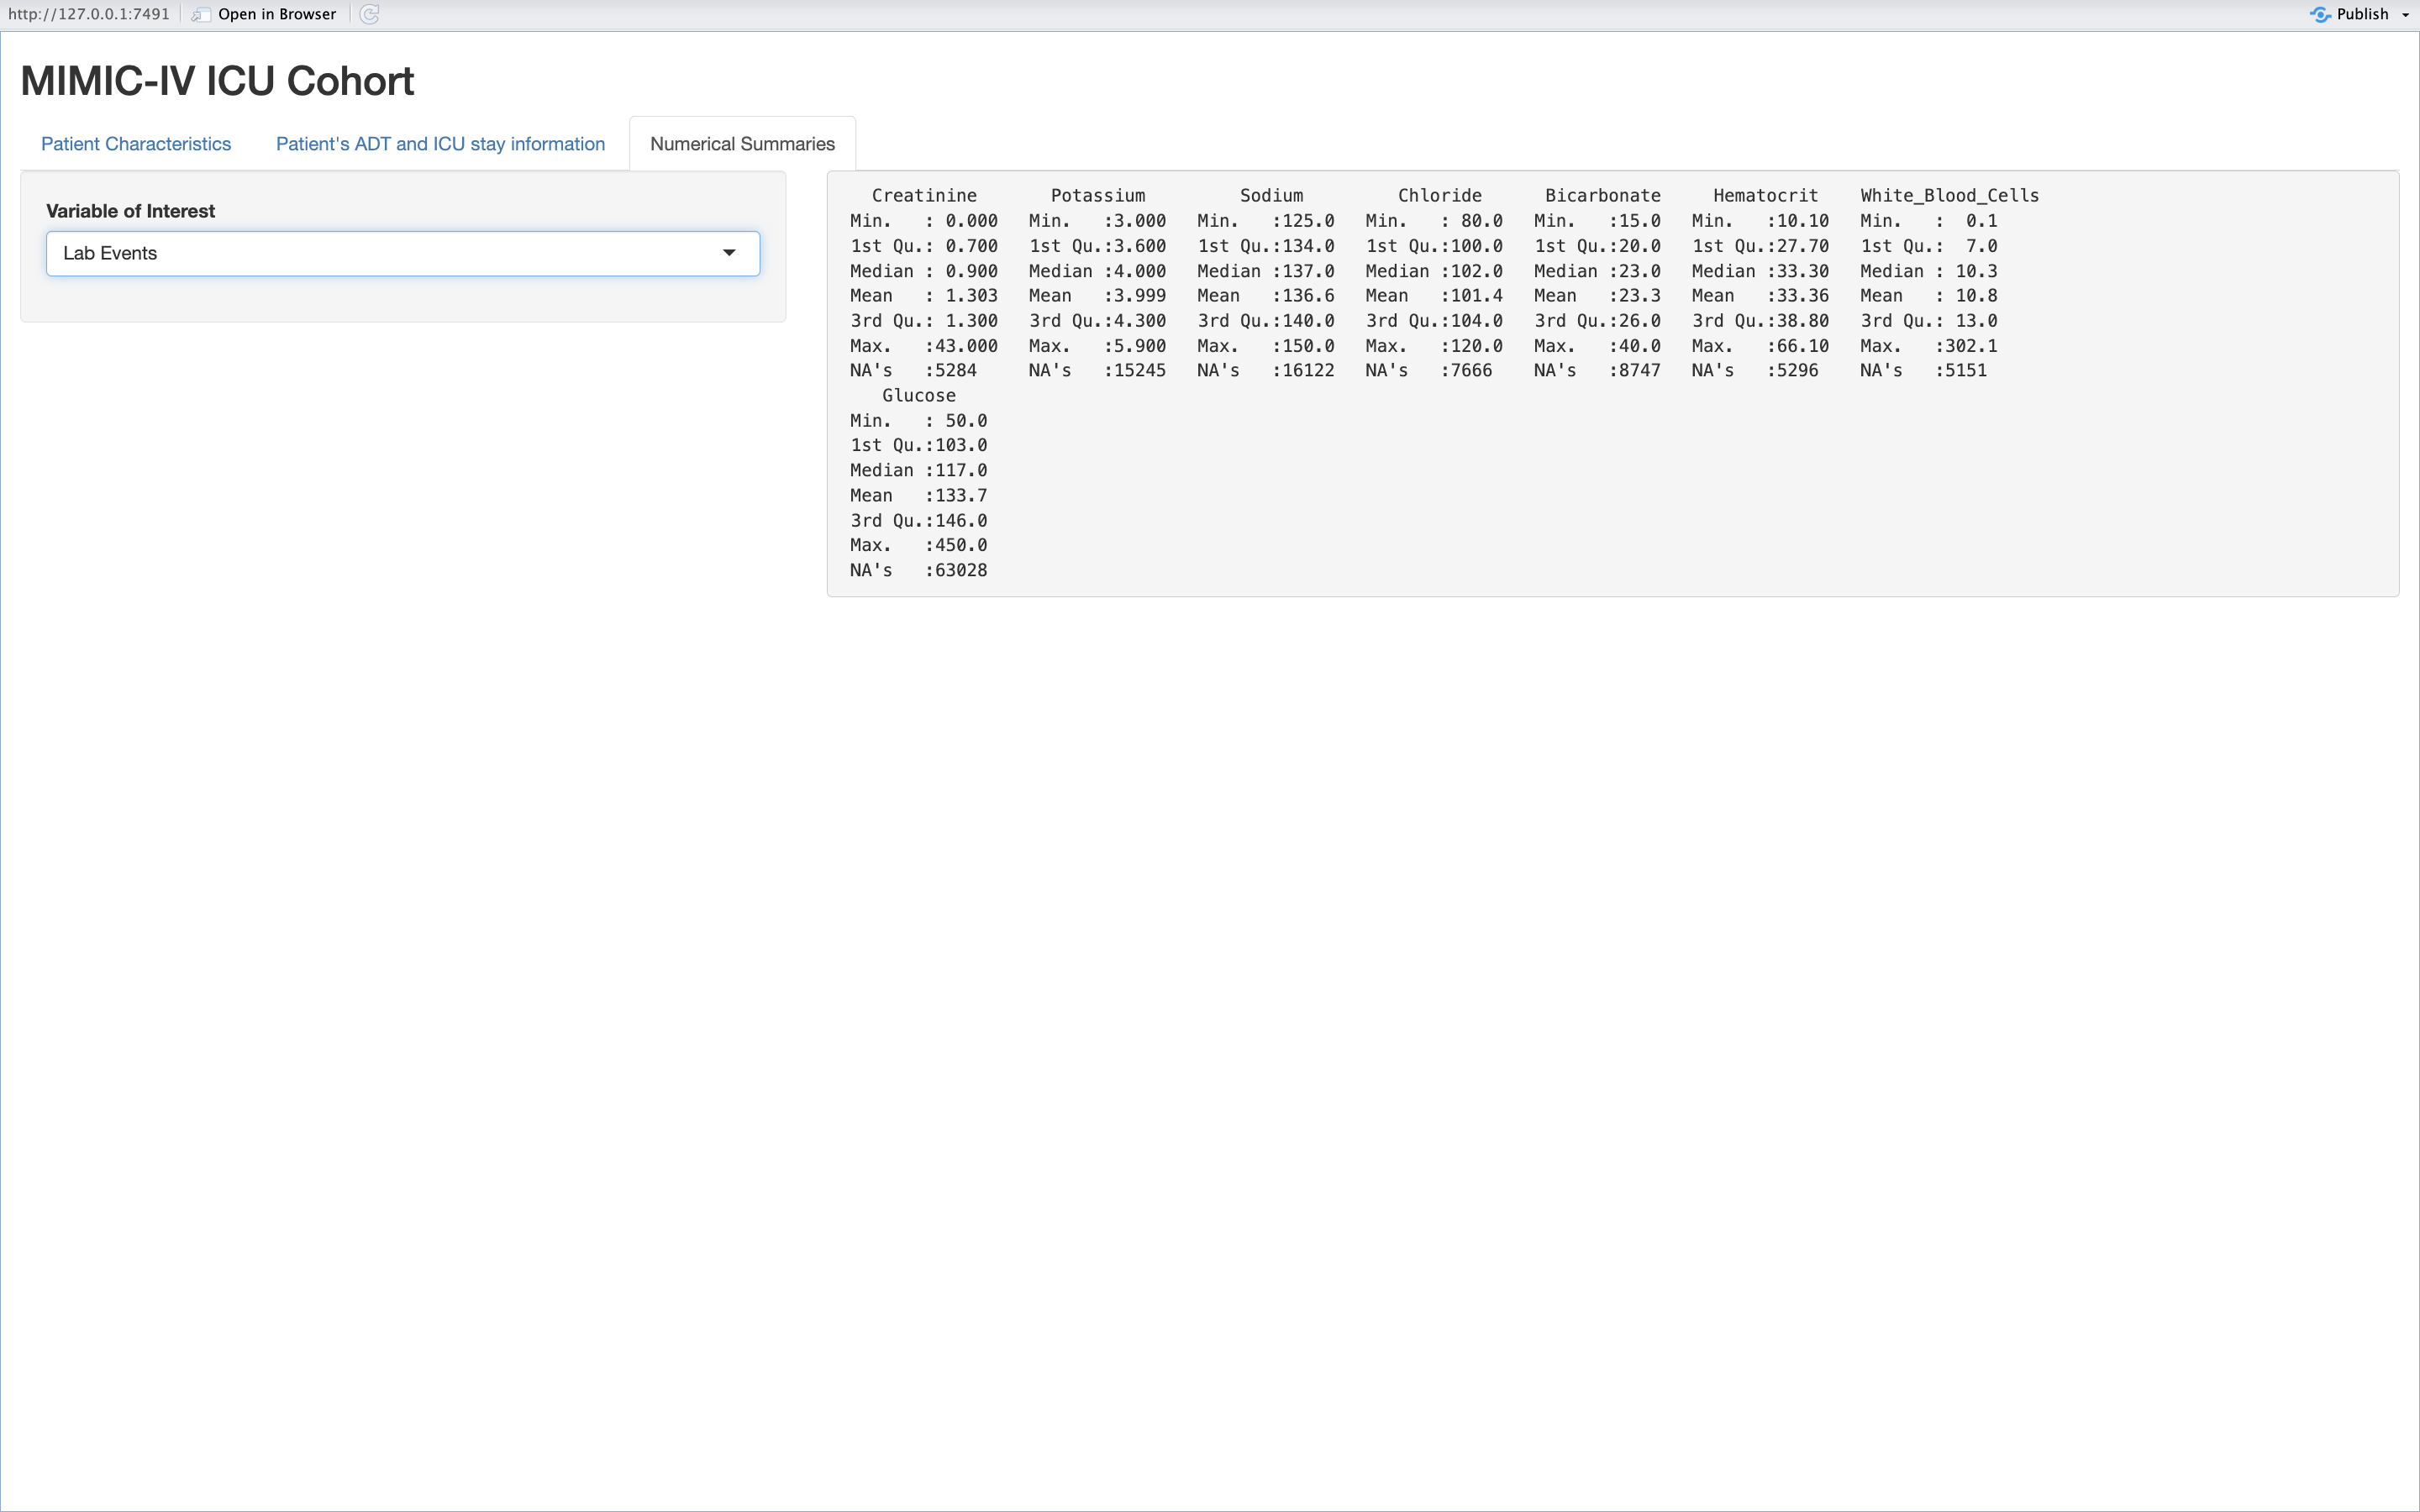 http://127.0.0.1:7491 Open in Browser Publish
MIMIC-IV ICU Cohort
Patient Characteristics Patient's ADT and ICU stay information Numerical Summaries
Variable of Interest
Lab Events
Creatinine Potassium Sodium Chloride Bicarbonate Hematocrit White_Blood_Cells
Min. : 0.000 Min. :3.000 Min. :125.0 Min. : 80.0 Min. :15.0 Min. :10.10 Min. : 0.1
1st Qu.: 0.700 1st Qu.:3.600 1st Qu.:134.0 1st Qu.:100.0 1st Qu.:20.0 1st Qu.:27.70 1st Qu.: 7.0
Median : 0.900 Median :4.000 Median :137.0 Median :102.0 Median :23.0 Median :33.30 Median : 10.3
Mean : 1.303 Mean :3.999 Mean :136.6 Mean :101.4 Mean :23.3 Mean :33.36 Mean : 10.8
3rd Qu.: 1.300 3rd Qu.:4.300 3rd Qu.:140.0 3rd Qu.:104.0 3rd Qu.:26.0 3rd Qu.:38.80 3rd Qu.: 13.0
Max. :43.000 Max. :5.900 Max. :150.0 Max. :120.0 Max. :40.0 Max. :66.10 Max. :302.1
NA's :5284 NA's :15245 NA's :16122 NA's :7666 NA's :8747 NA's :5296 NA's :5151
Glucose
Min. : 50.0
1st Qu.:103.0
Median :117.0
Mean :133.7
3rd Qu.:146.0
Max. :450.0
NA's :63028